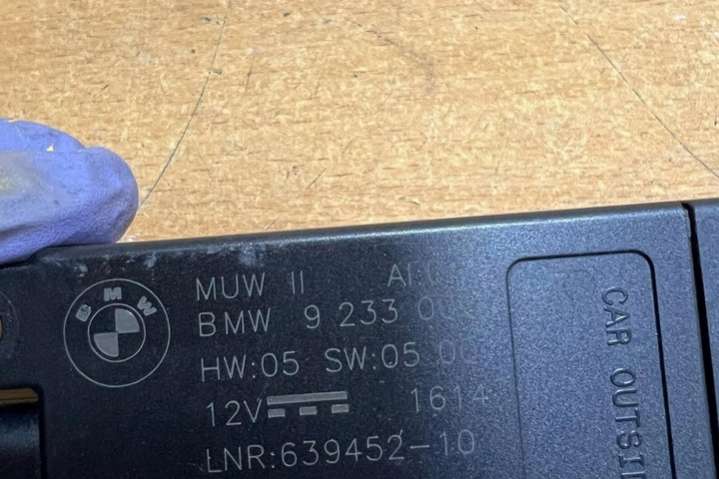 BMW
MUW II
BMW 9 233
HW:05 SW:05
12V 1614
LNR:639452-10
CAR